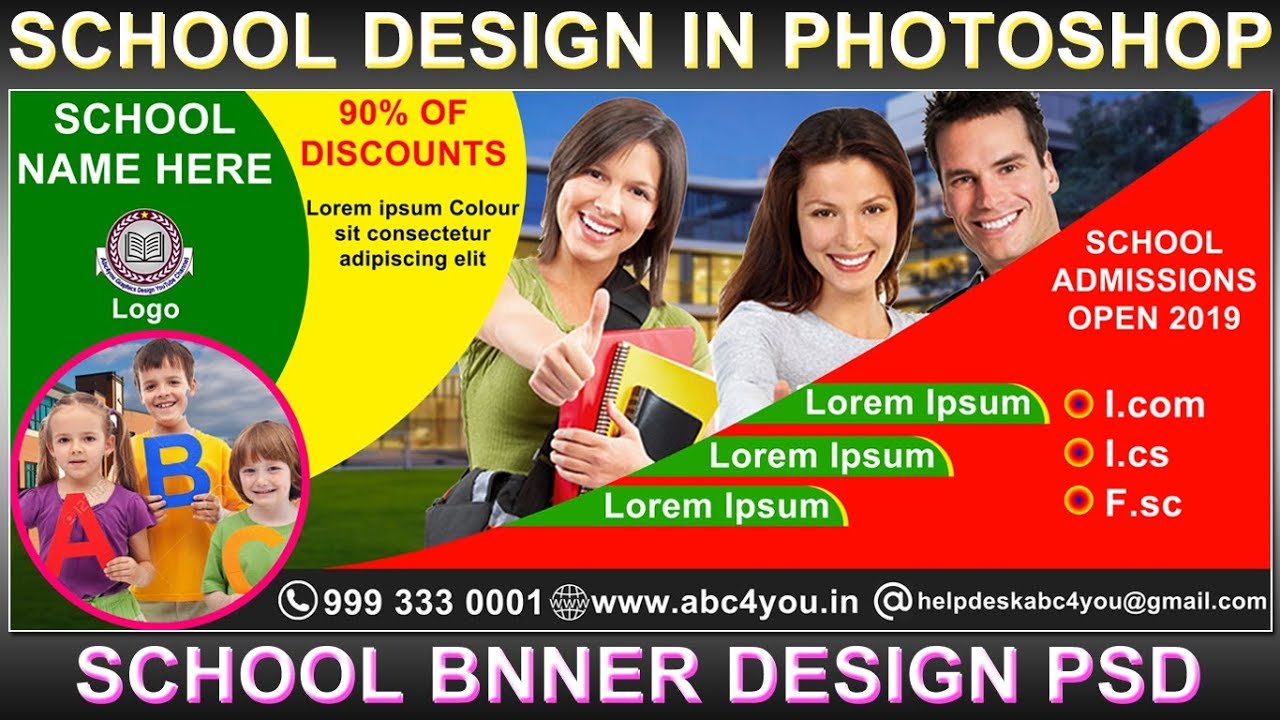 SCHOOL DESIGN IN PHOTOSHOP
SCHOOL
NAME HERE
Logo
90% OF
DISCOUNTS
Lorem ipsum Colour
sit consectetur
adipiscing elit
A
B
C
SCHOOL
ADMISSIONS
OPEN 2019
Lorem Ipsum
Lorem Ipsum
Lorem Ipsum
I.com
I.cs
F.sc
999 333 0001
www
www.abc4you.in
@
helpdeskabc4you@gmail.com
SCHOOL BNNER DESIGN PSD